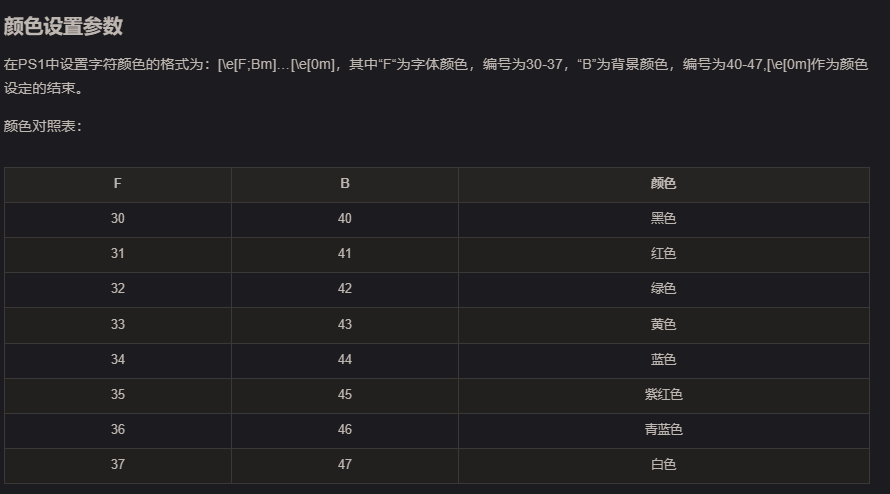 颜色设置参数
在PS1中设置字符颜色的格式为：[\e[F;Bm]…[\e[0m]，其中“F“为字体颜色，编号为30-37，“B”为背景颜色，编号为40-47,[\e[0m]作为颜色
设定的结束。
颜色对照表：
F B 颜色
30 40 黑色
31 41 红色
32 42 绿色
33 43 黄色
34 44 蓝色
35 45 紫红色
36 46 青蓝色
37 47 白色